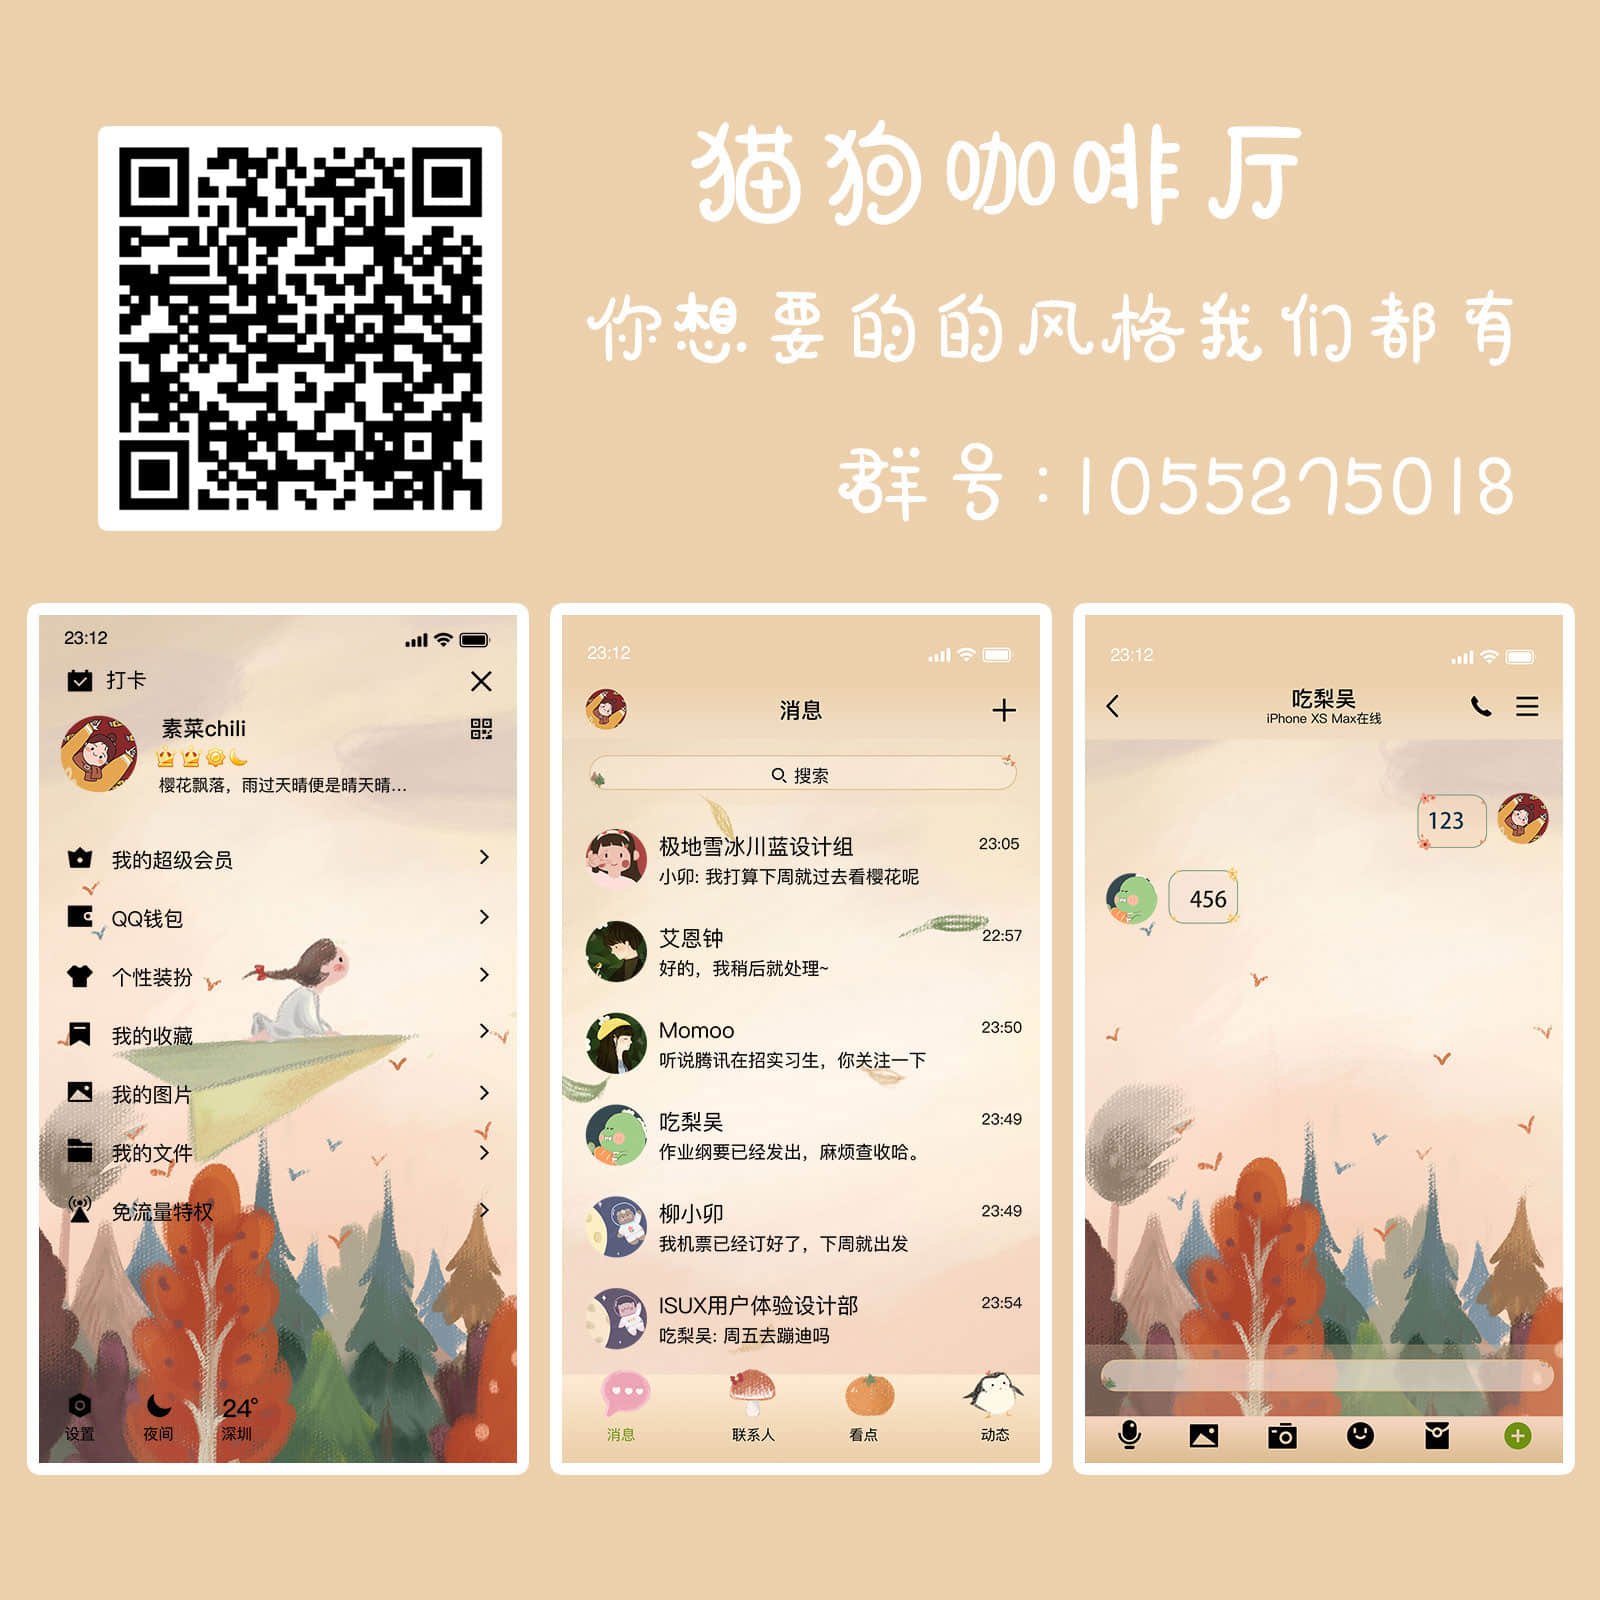 猫狗咖啡厅
你想要的的风格我们都有
群号:1055275018
23:12
打卡
素菜chili
樱花飘落，雨过天晴便是晴天晴...
我的超级会员
QQ钱包
个性装扮
我的收藏
我的图片
我的文件
免流量特权
24°
设置 夜间 深圳
23:12
消息
搜索
极地雪冰川蓝设计组 23:05
小卯: 我打算下周就过去看樱花呢
艾恩钟 22:57
好的，我稍后就处理~
Momoo 23:50
听说腾讯在招实习生，你关注一下
吃梨吴 23:49
作业纲要已经发出，麻烦查收哈。
柳小卯 23:49
我机票已经订好了，下周就出发
ISUX用户体验设计部 23:54
吃梨吴: 周五去蹦迪吗
消息 联系人 看点 动态
23:12
吃梨吴
iPhone XS Max在线
123
456